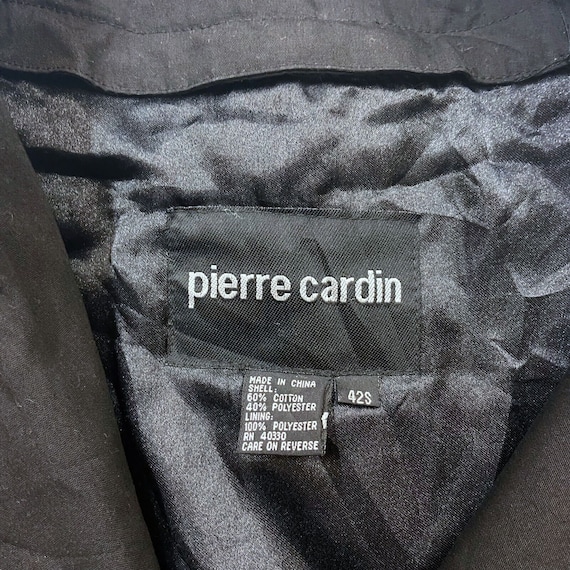 pierre cardin
MADE IN CHINA
SHELL:
60% COTTON
40% POLYESTER
LINING:
100% POLYESTER
RN 40330
CARE ON REVERSE
42S